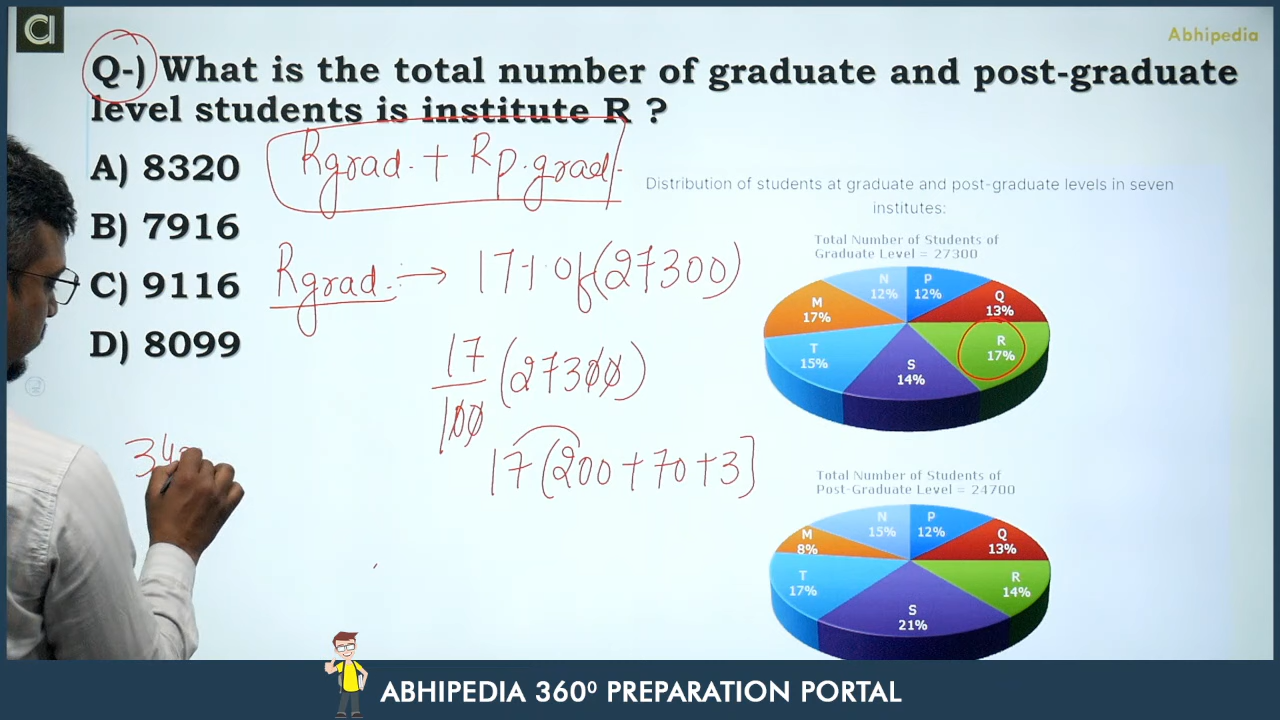 Abhipedia
Q-) What is the total number of graduate and post-graduate
level students is institute R ?
A) 8320
B) 7916
C) 9116
D) 8099
Rgrad. + Rp.grad.
Rgrad. → 17% of (27300)
17/100 (27300)
17 (200+70+3]
34
Distribution of students at graduate and post-graduate levels in seven
institutes:
Total Number of Students of
Graduate Level = 27300
N
12%
P
12%
Q
13%
M
17%
R
17%
T
15%
S
14%
Total Number of Students of
Post-Graduate Level = 24700
N
15%
P
12%
Q
13%
M
8%
R
14%
T
17%
S
21%
ABHIPEDIA 360⁰ PREPARATION PORTAL